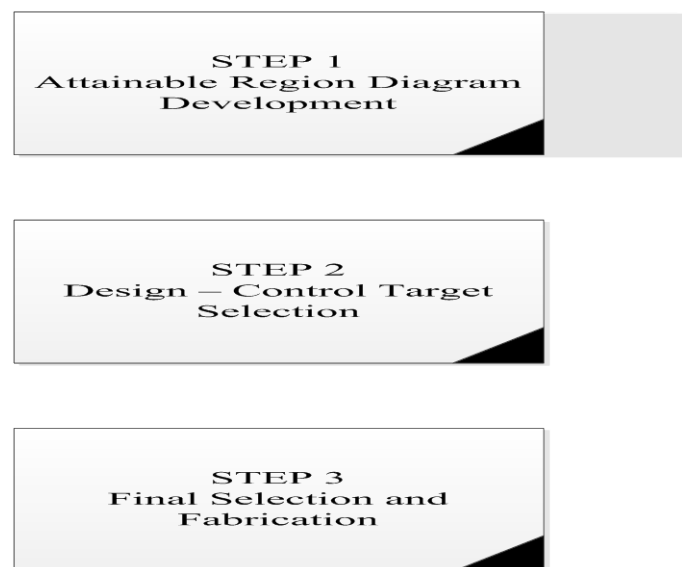 STEP 1
Attainable Region Diagram
Development
STEP 2
Design – Control Target
Selection
STEP 3
Final Selection and
Fabrication